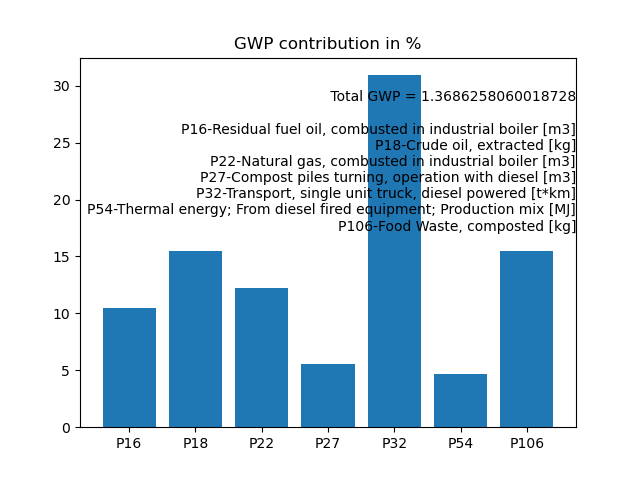 GWP contribution in %
30
25
20
15
10
5
0
Total GWP = 1.3686258060018728
P16-Residual fuel oil, combusted in industrial boiler [m3]
P18-Crude oil, extracted [kg]
P22-Natural gas, combusted in industrial boiler [m3]
P27-Compost piles turning, operation with diesel [m3]
P32-Transport, single unit truck, diesel powered [t*km]
P54-Thermal energy; From diesel fired equipment; Production mix [MJ]
P106-Food Waste, composted [kg]
P16 P18 P22 P27 P32 P54 P106